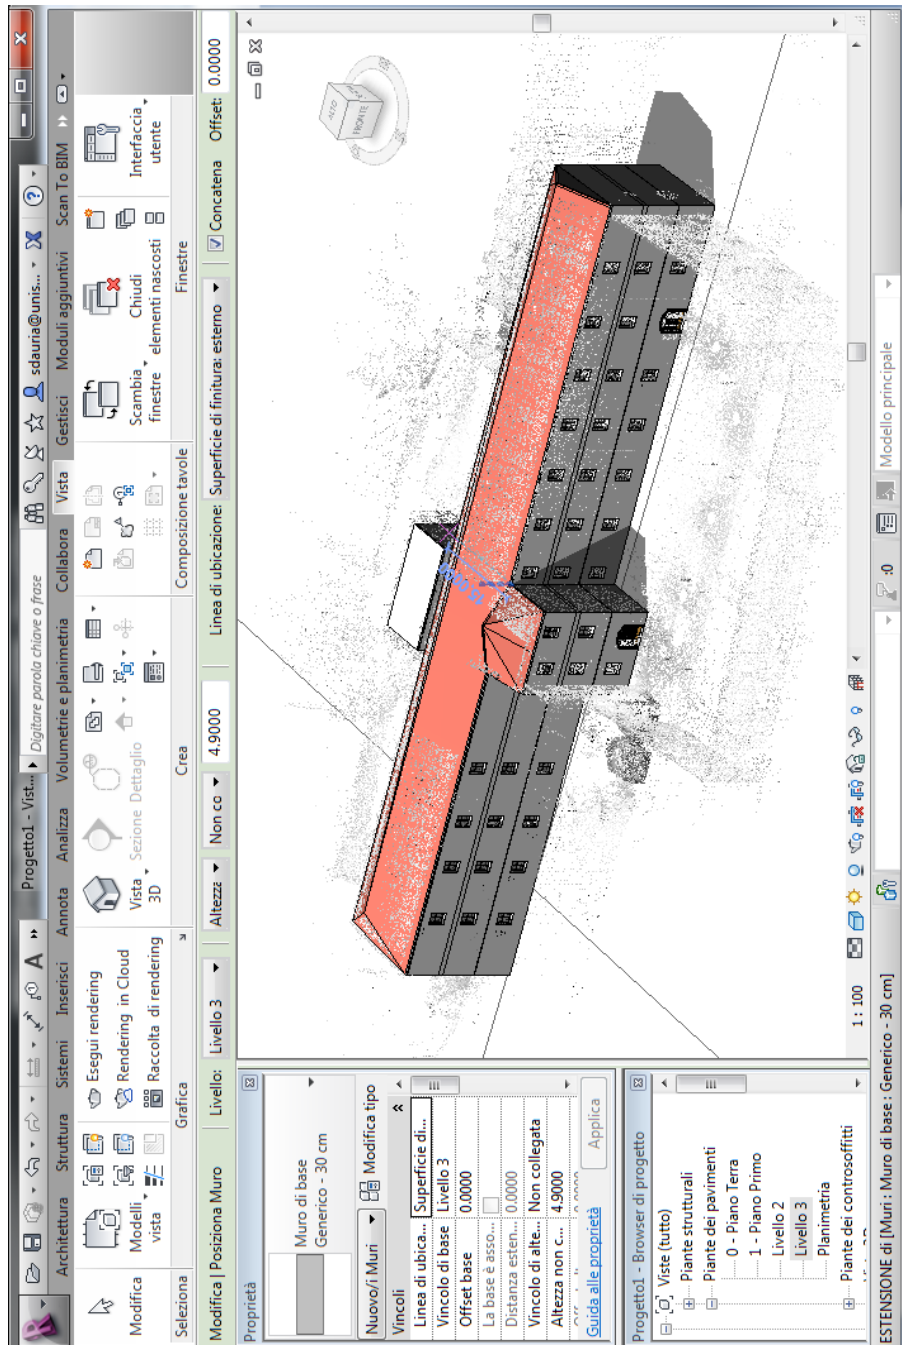 Progetto1 - Vist...
Digitare parola chiave o frase
sdauria@unis...
Architettura
Struttura
Sistemi
Inserisci
Annota
Analizza
Volumetrie e planimetria
Collabora
Vista
Gestisci
Moduli aggiuntivi
Scan To BIM
Modifica
Modelli vista
Esegui rendering
Rendering in Cloud
Raccolta di rendering
Vista 3D
Sezione
Dettaglio
Scambia finestre
Chiudi elementi nascosti
Interfaccia utente
Seleziona
Grafica
Crea
Composizione tavole
Finestre
Modifica | Posiziona Muro
Livello:
Livello 3
Altezza
Non co
4.9000
Linea di ubicazione:
Superficie di finitura: esterno
Concatena
Offset:
0.0000
Proprietà
Muro di base
Generico - 30 cm
Nuovo/i Muri
Modifica tipo
Vincoli
Linea di ubica... Superficie di...
Vincolo di base Livello 3
Offset base 0.0000
La base è asso...
Distanza esten... 0.0000
Vincolo di alte... Non collegata
Altezza non c... 4.9000
Guida alle proprietà
Applica
Progetto1 - Browser di progetto
Viste (tutto)
Piante strutturali
Piante dei pavimenti
0 - Piano Terra
1 - Piano Primo
Livello 2
Livello 3
Planimetria
Piante dei controsoffitti
FRONTE
1 : 100
ESTENSIONE di [Muri : Muro di base : Generico - 30 cm]
:0
Modello principale